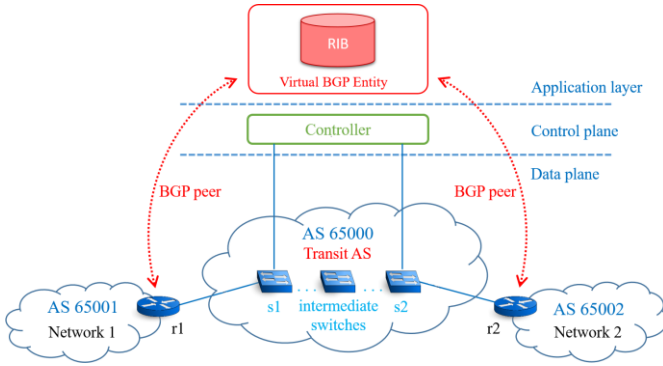 RIB
Virtual BGP Entity
Application layer
Controller
Control plane
Data plane
BGP peer
BGP peer
AS 65000
Transit AS
s1
intermediate
switches
s2
AS 65001
Network 1
r1
r2
AS 65002
Network 2